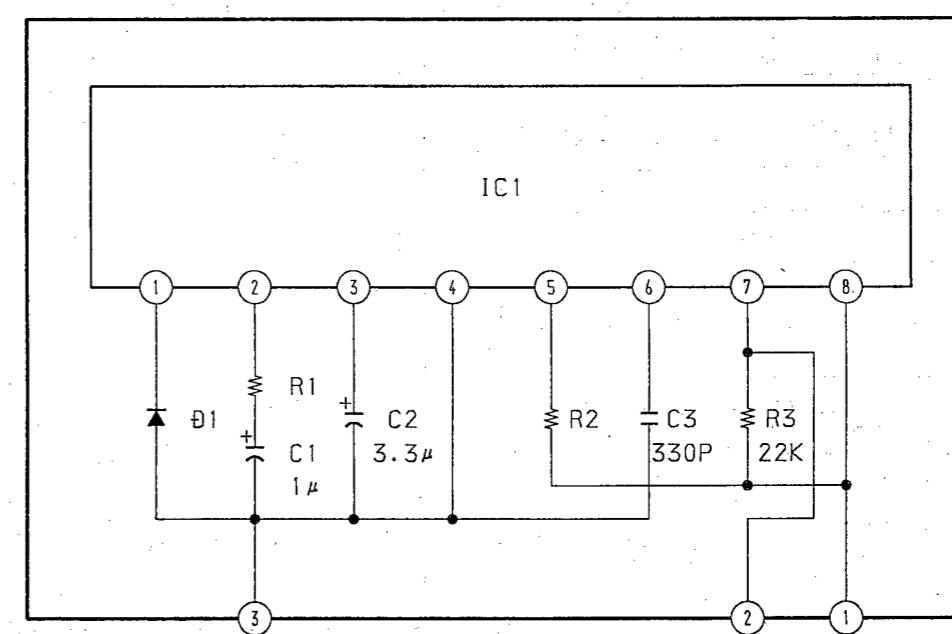 IC1
1 2 3 4 5 6 7 8
R1
D1
C1
1μ
C2
3.3μ
R2
C3
330P
R3
22K
3 2 1